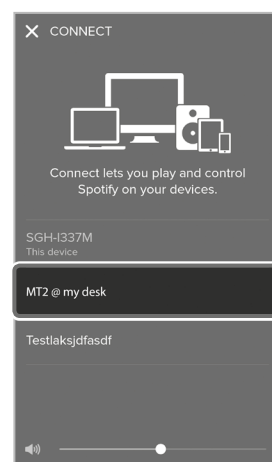 CONNECT
Connect lets you play and control
Spotify on your devices.
SGH-I337M
This device
MT2 @ my desk
Testlaksjdfasdf